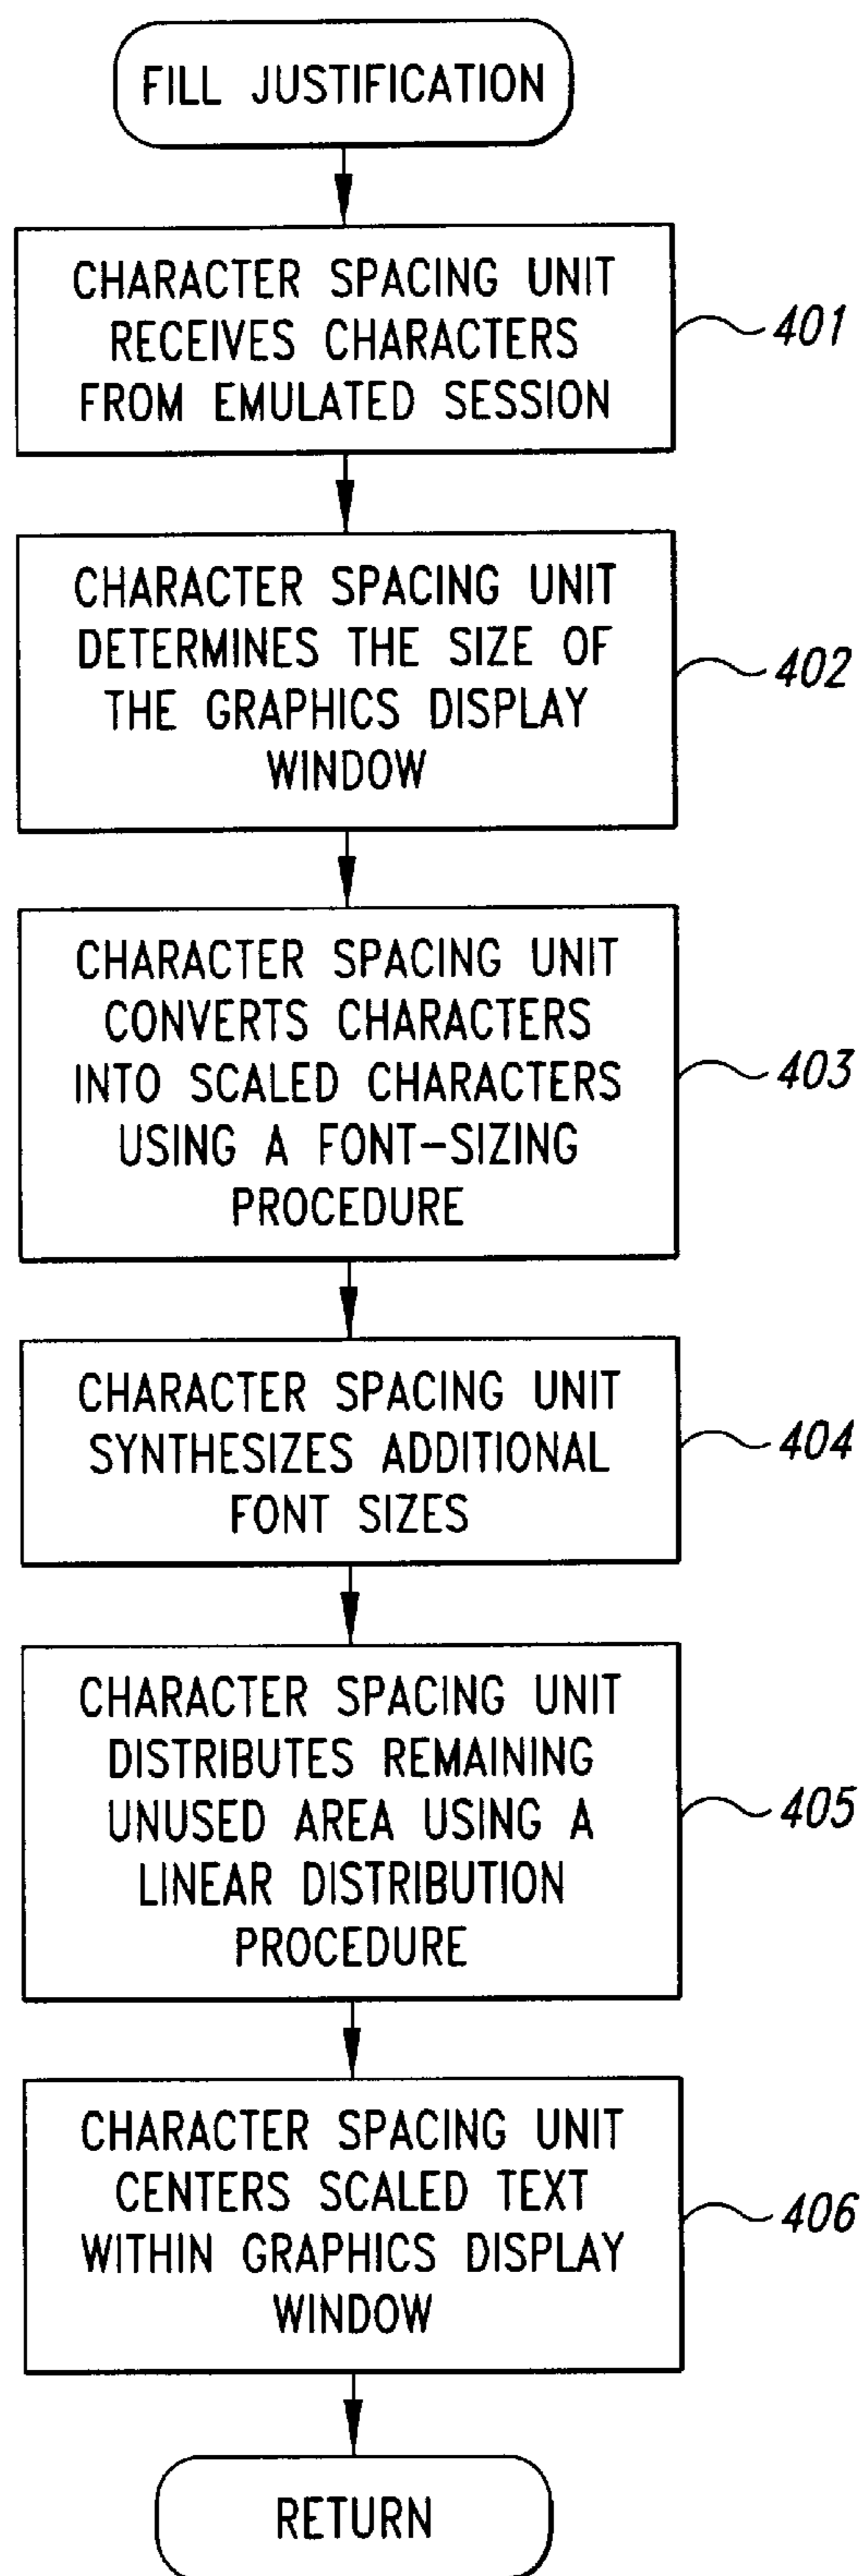 FILL JUSTIFICATION
CHARACTER SPACING UNIT
RECEIVES CHARACTERS
FROM EMULATED SESSION
401
CHARACTER SPACING UNIT
DETERMINES THE SIZE OF
THE GRAPHICS DISPLAY
WINDOW
402
CHARACTER SPACING UNIT
CONVERTS CHARACTERS
INTO SCALED CHARACTERS
USING A FONT-SIZING
PROCEDURE
403
CHARACTER SPACING UNIT
SYNTHESIZES ADDITIONAL
FONT SIZES
404
CHARACTER SPACING UNIT
DISTRIBUTES REMAINING
UNUSED AREA USING A
LINEAR DISTRIBUTION
PROCEDURE
405
CHARACTER SPACING UNIT
CENTERS SCALED TEXT
WITHIN GRAPHICS DISPLAY
WINDOW
406
RETURN